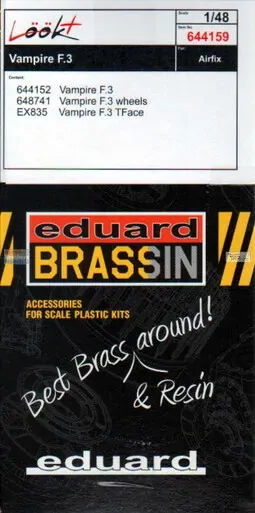 Löök+
Scale
1/48
Item No.
644159
Vampire F.3
For:
Airfix
Content:
644152 Vampire F.3
648741 Vampire F.3 wheels
EX835 Vampire F.3 TFace
eduard
BRASSIN
ACCESSORIES
FOR SCALE PLASTIC KITS
Best Brass around!
& Resin
eduard